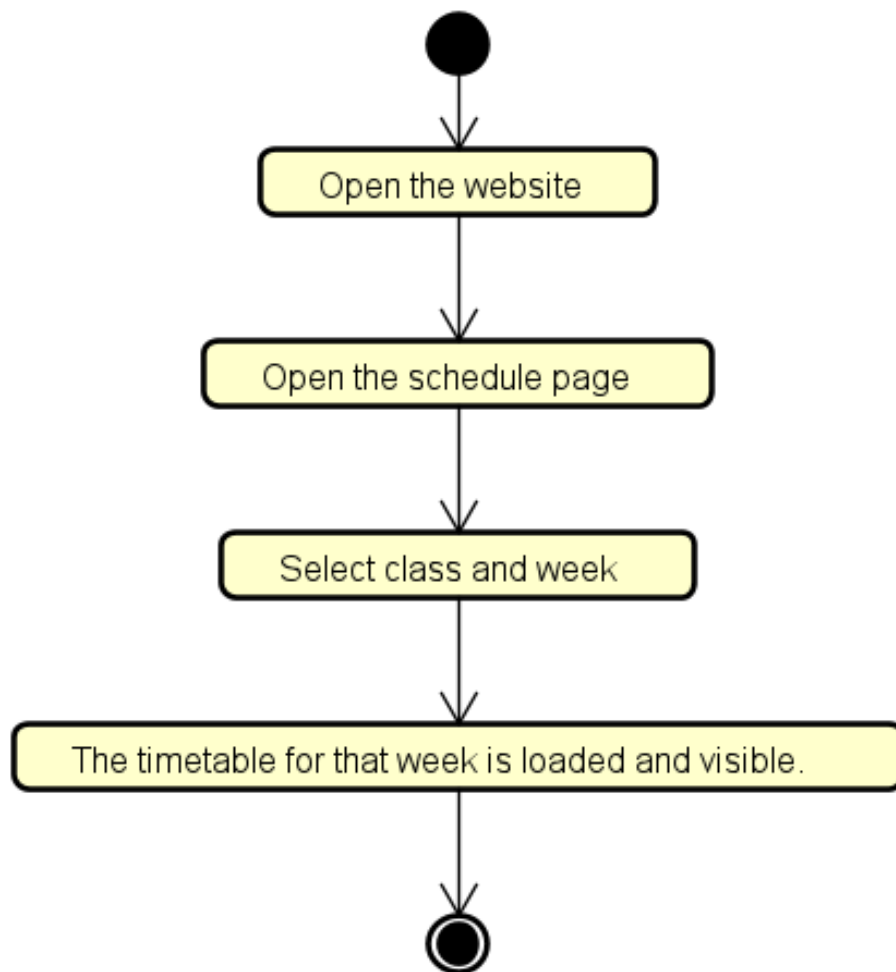 Open the website
Open the schedule page
Select class and week
The timetable for that week is loaded and visible.